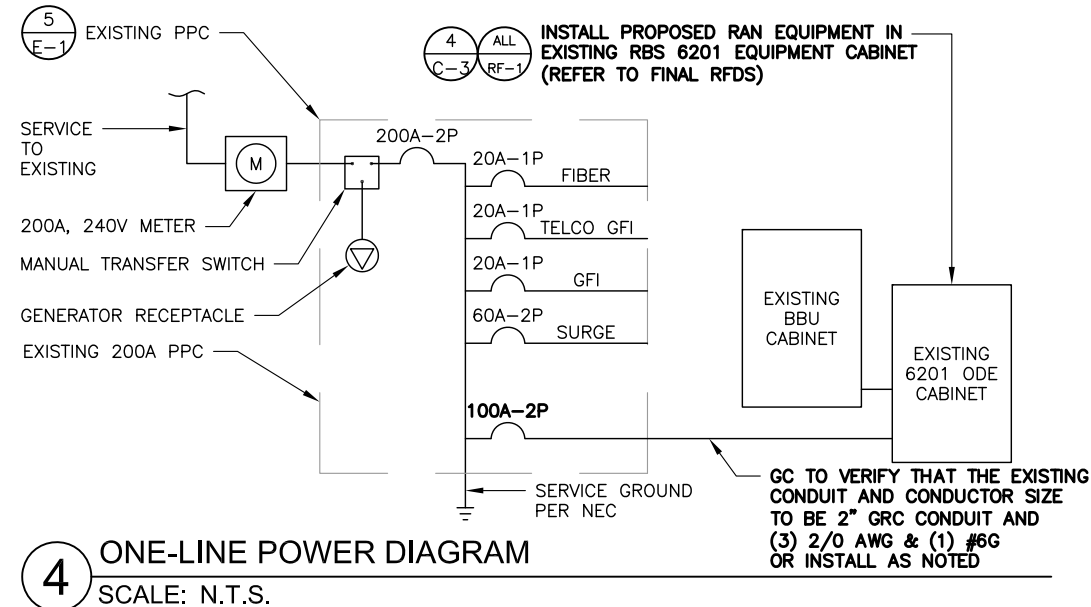 5
E-1
EXISTING PPC
4
C-3
ALL
RF-1
INSTALL PROPOSED RAN EQUIPMENT IN
EXISTING RBS 6201 EQUIPMENT CABINET
(REFER TO FINAL RFDS)
SERVICE
TO
EXISTING
M
200A-2P
20A-1P
FIBER
20A-1P
TELCO GFI
20A-1P
GFI
60A-2P
SURGE
200A, 240V METER
MANUAL TRANSFER SWITCH
GENERATOR RECEPTACLE
EXISTING 200A PPC
100A-2P
EXISTING
BBU
CABINET
EXISTING
6201 ODE
CABINET
SERVICE GROUND
PER NEC
GC TO VERIFY THAT THE EXISTING
CONDUIT AND CONDUCTOR SIZE
TO BE 2" GRC CONDUIT AND
(3) 2/0 AWG & (1) #6G
OR INSTALL AS NOTED
4
ONE-LINE POWER DIAGRAM
SCALE: N.T.S.